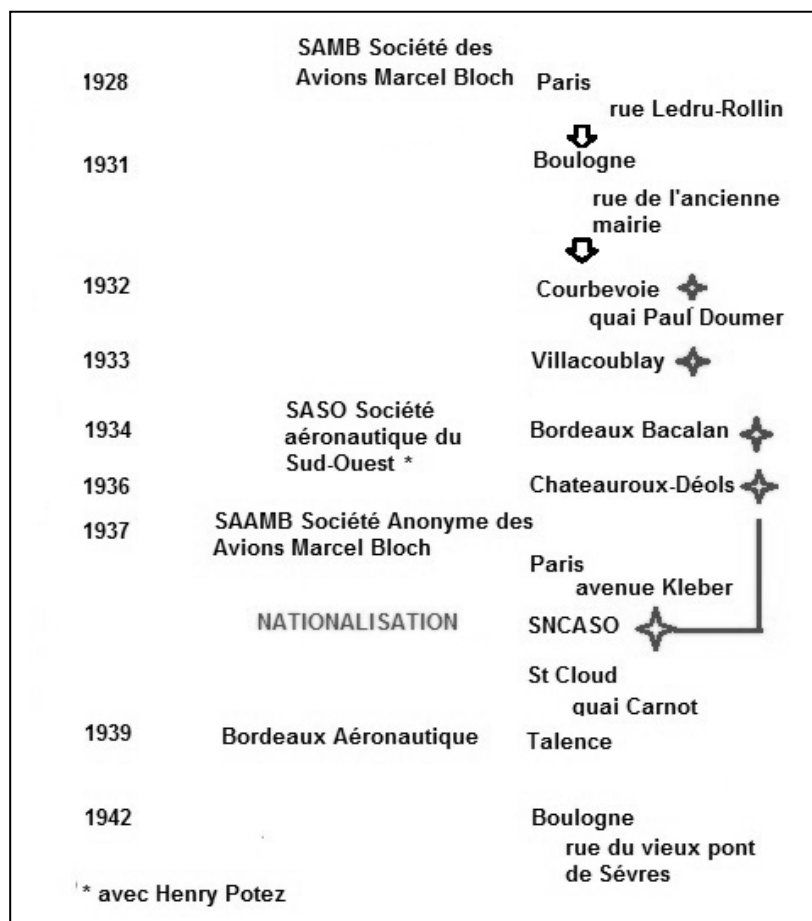 SAMB Société des
1928 Avions Marcel Bloch Paris
rue Ledru-Rollin
1931 Boulogne
rue de l'ancienne
mairie
1932 Courbevoie
quai Paul Doumer
1933 Villacoublay
SASO Société
1934 aéronautique du Bordeaux Bacalan
Sud-Ouest *
1936 Chateauroux-Déols
1937 SAAMB Société Anonyme des
Avions Marcel Bloch
Paris
avenue Kleber
NATIONALISATION SNCASO
St Cloud
quai Carnot
1939 Bordeaux Aéronautique Talence
1942 Boulogne
rue du vieux pont
de Sévres
* avec Henry Potez